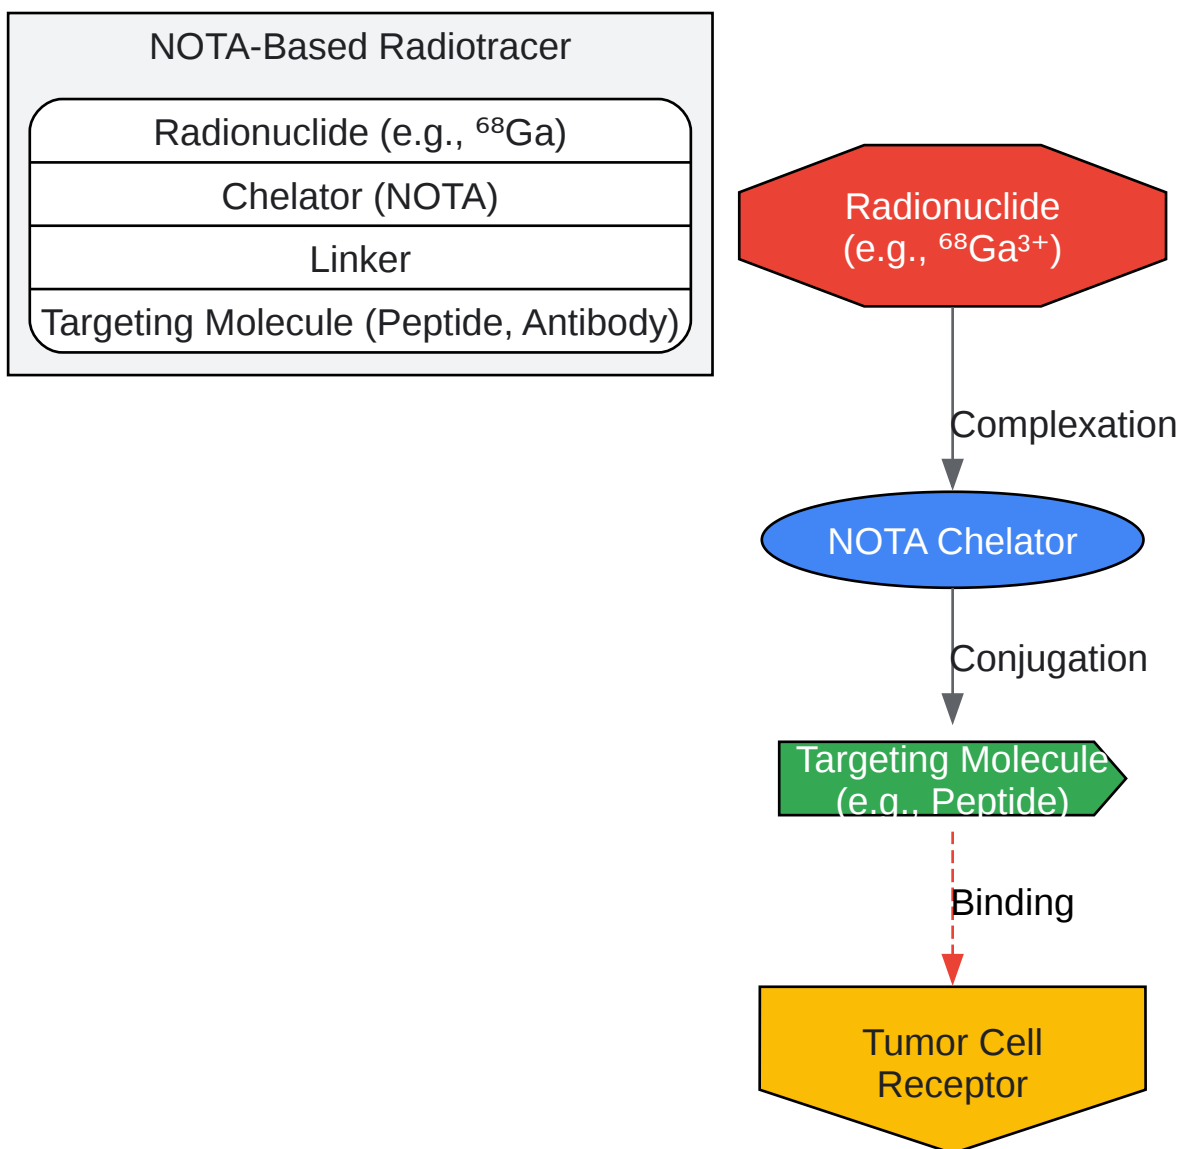 NOTA-Based Radiotracer
Radionuclide (e.g., ⁶⁸Ga)
Chelator (NOTA)
Linker
Targeting Molecule (Peptide, Antibody)
Radionuclide
(e.g., ⁶⁸Ga³⁺)
Complexation
NOTA Chelator
Conjugation
Targeting Molecule
(e.g., Peptide)
Binding
Tumor Cell
Receptor